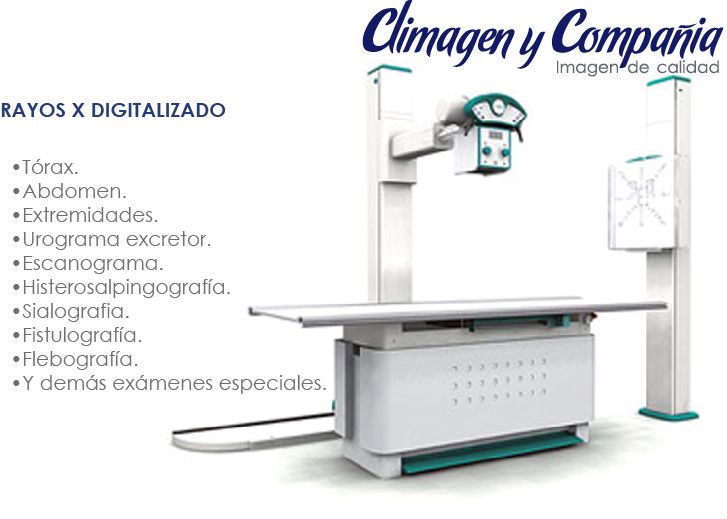 Climagen y Compañia
Imagen de calidad
RAYOS X DIGITALIZADO
•Tórax.
•Abdomen.
•Extremidades.
•Urograma excretor.
•Escanograma.
•Histerosalpingografía.
•Sialografia.
•Fistulografía.
•Flebografía.
•Y demás exámenes especiales.